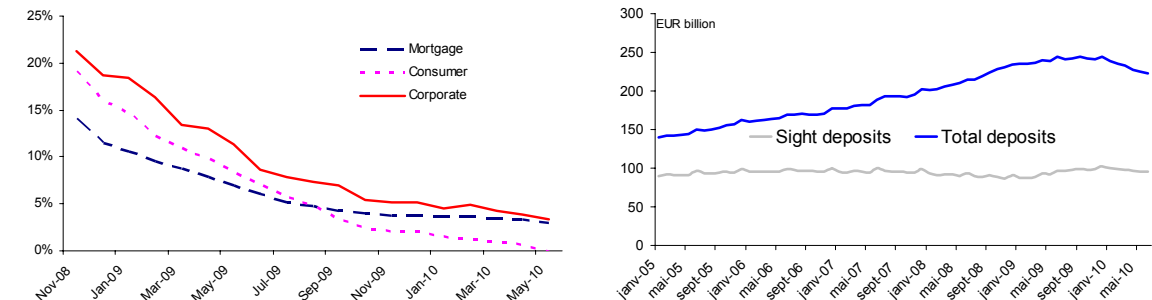 25%
20%
15%
10%
5%
0%
Mortgage
Consumer
Corporate
Nov-08
Jan-09
Mar-09
May-09
Jul-09
Sep-09
Nov-09
Jan-10
Mar-10
May-10
300
250
200
150
100
50
0
EUR billion
Sight deposits
Total deposits
janv-05
mai-05
sept-05
janv-06
mai-06
sept-06
janv-07
mai-07
sept-07
janv-08
mai-08
sept-08
janv-09
mai-09
sept-09
janv-10
mai-10